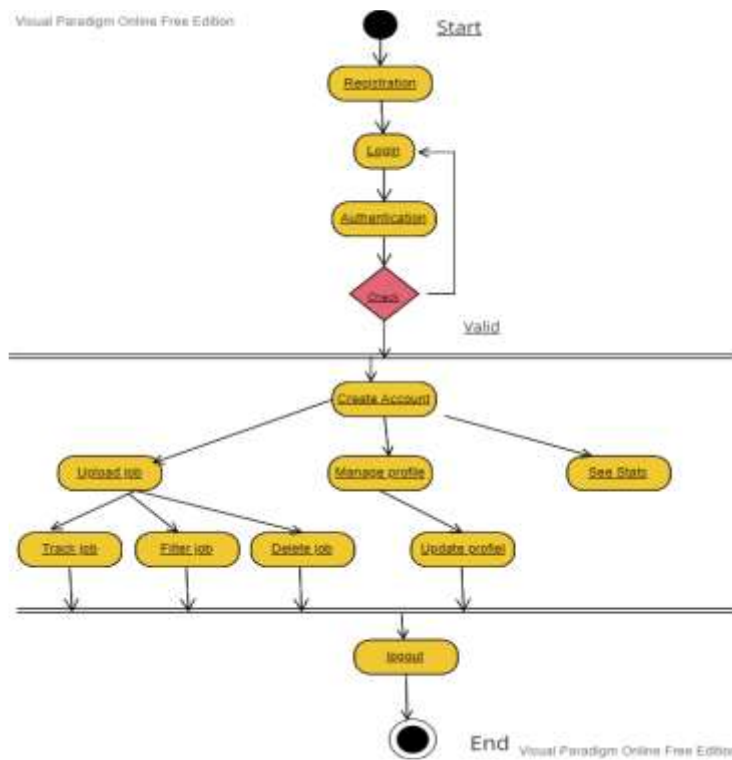 Visual Paradigm Online Free Edition
Start
Registration
Login
Authentication
Check
Valid
Create Account
Upload job
Manage profile
See Stats
Track job
Filter job
Delete job
Update profiel
logout
End
Visual Paradigm Online Free Edition